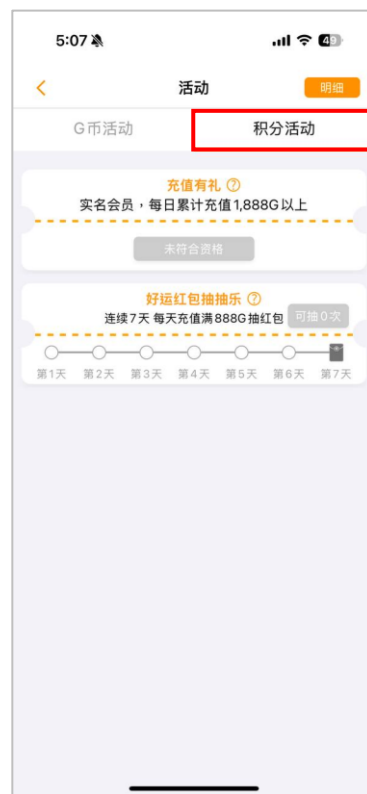 5:07
49
活动
明细
G币活动
积分活动
充值有礼 ?
实名会员，每日累计充值1,888G以上
未符合资格
好运红包抽抽乐 ?
连续7天 每天充值满888G抽红包
可抽0次
第1天 第2天 第3天 第4天 第5天 第6天 第7天